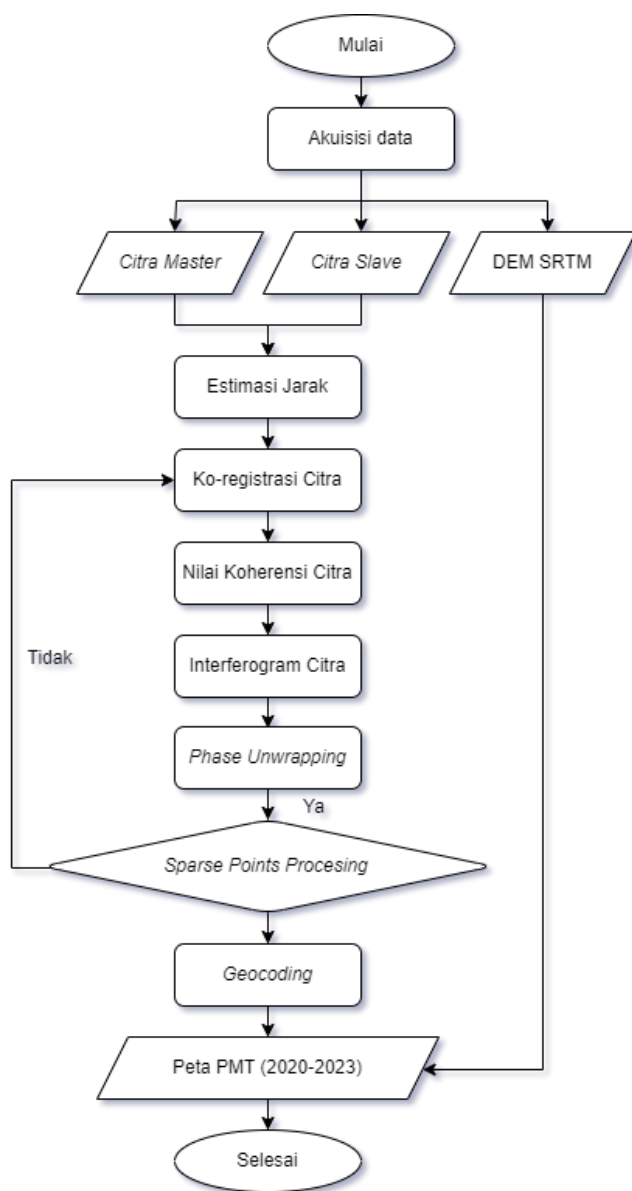 Mulai
Akuisisi data
Citra Master
Citra Slave
DEM SRTM
Estimasi Jarak
Ko-registrasi Citra
Nilai Koherensi Citra
Tidak
Interferogram Citra
Phase Unwrapping
Ya
Sparse Points Procesing
Geocoding
Peta PMT (2020-2023)
Selesai